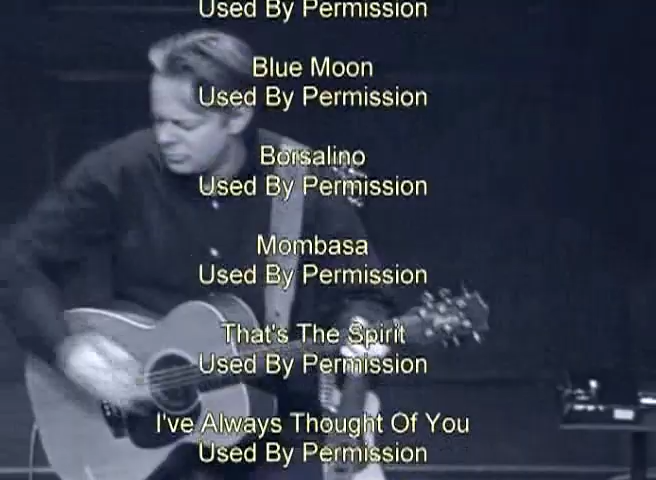 Used By Permission
Blue Moon
Used By Permission
Borsalino
Used By Permission
Mombasa
Used By Permission
That's The Spirit
Used By Permission
I've Always Thought Of You
Used By Permission